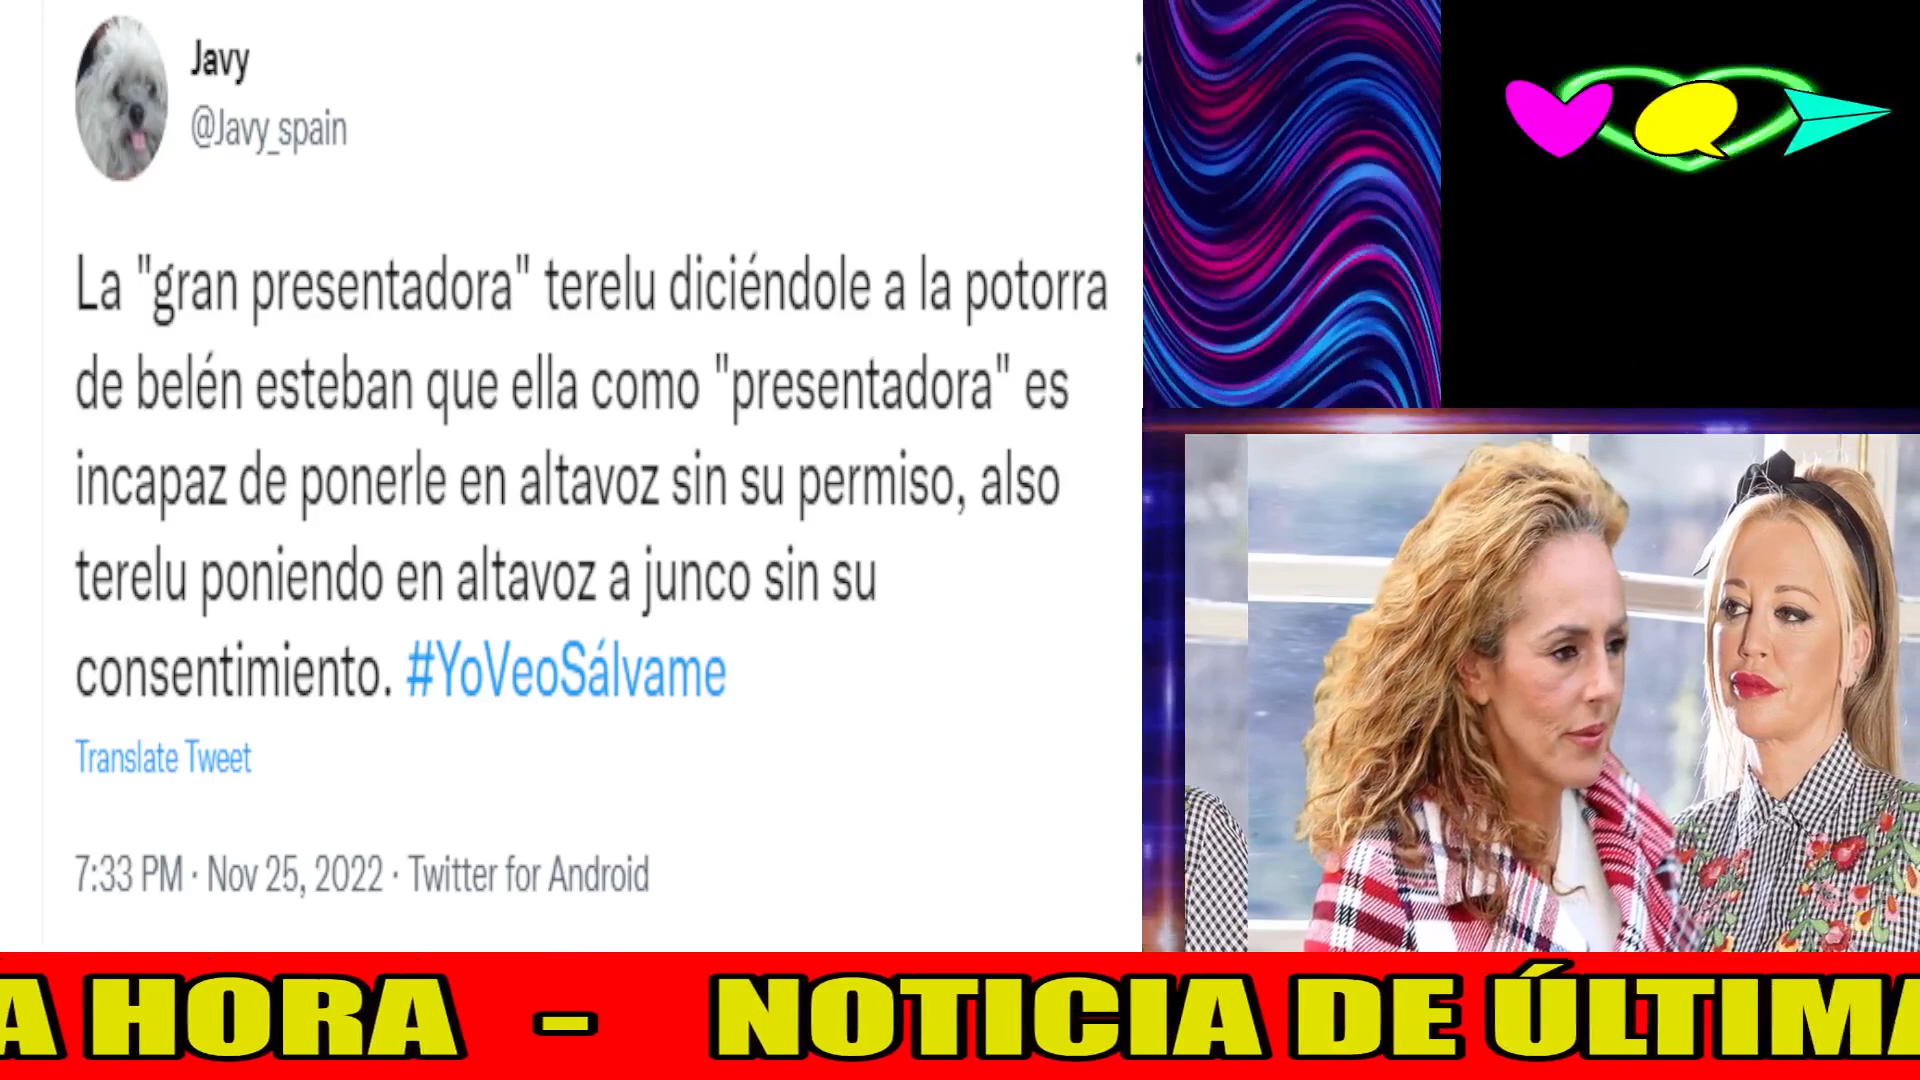 Javy
@Javy_spain
La "gran presentadora" terelu diciéndole a la potorra
de belén esteban que ella como "presentadora" es
incapaz de ponerle en altavoz sin su permiso, also
terelu poniendo en altavoz a junco sin su
consentimiento. #YoVeoSálvame
Translate Tweet
7:33 PM · Nov 25, 2022 · Twitter for Android
A HORA - NOTICIA DE ÚLTIMA